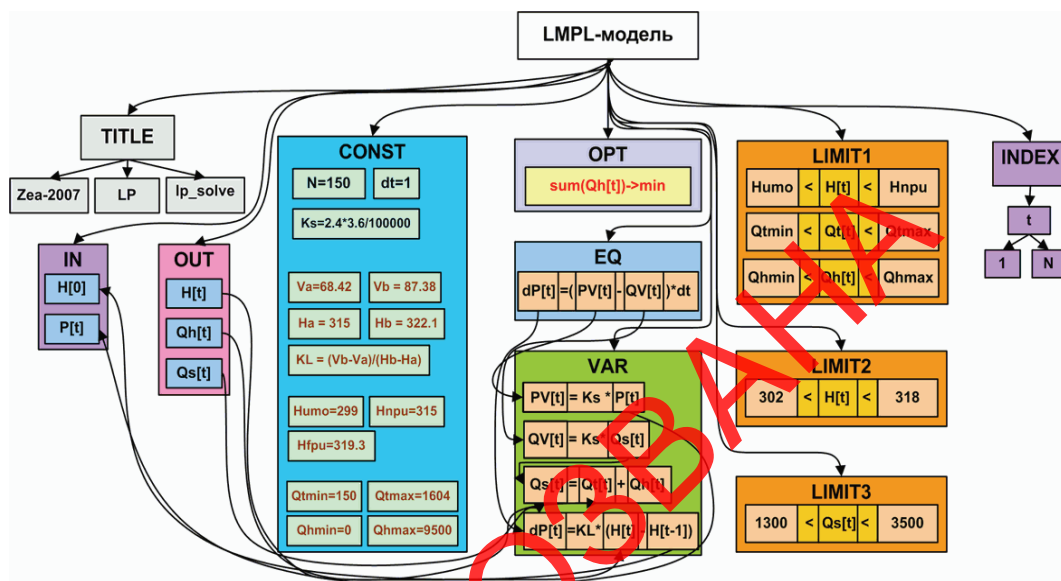 LMPL-модель
TITLE
Zea-2007
LP
lp_solve
IN
H[0]
P[t]
OUT
H[t]
Qh[t]
Qs[t]
CONST
N=150 dt=1
Ks=2.4*3.6/100000
Va=68.42 Vb = 87.38
Ha = 315 Hb = 322.1
KL = (Vb-Va)/(Hb-Ha)
Humo=299 Hnpu=315
Hfpu=319.3
Qtmin=150 Qtmax=1604
Qhmin=0 Qhmax=9500
OPT
sum(Qh[t])->min
EQ
dP[t] =( PV[t] - QV[t] )*dt
VAR
PV[t] = Ks * P[t]
QV[t] = Ks* Qs[t]
Qs[t] = Qt[t] + Qh[t]
dP[t] =KL* (H[t] - H[t-1])
LIMIT1
Humo < H[t] < Hnpu
Qtmin < Qt[t] < Qtmax
Qhmin < Qh[t] < Qhmax
LIMIT2
302 < H[t] < 318
LIMIT3
1300 < Qs[t] < 3500
INDEX
t
1 N